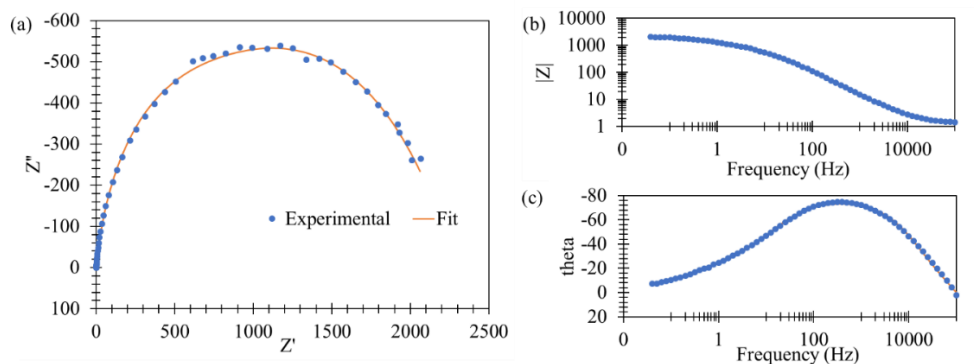 (a)
-600
-500
-400
-300
-200
-100
0
100
Z''
0 500 1000 1500 2000 2500
Z'
Experimental Fit
(b)
10000
1000
100
10
1
|Z|
0 1 100 10000
Frequency (Hz)
(c)
-80
-60
-40
-20
0
20
theta
0 1 100 10000
Frequency (Hz)